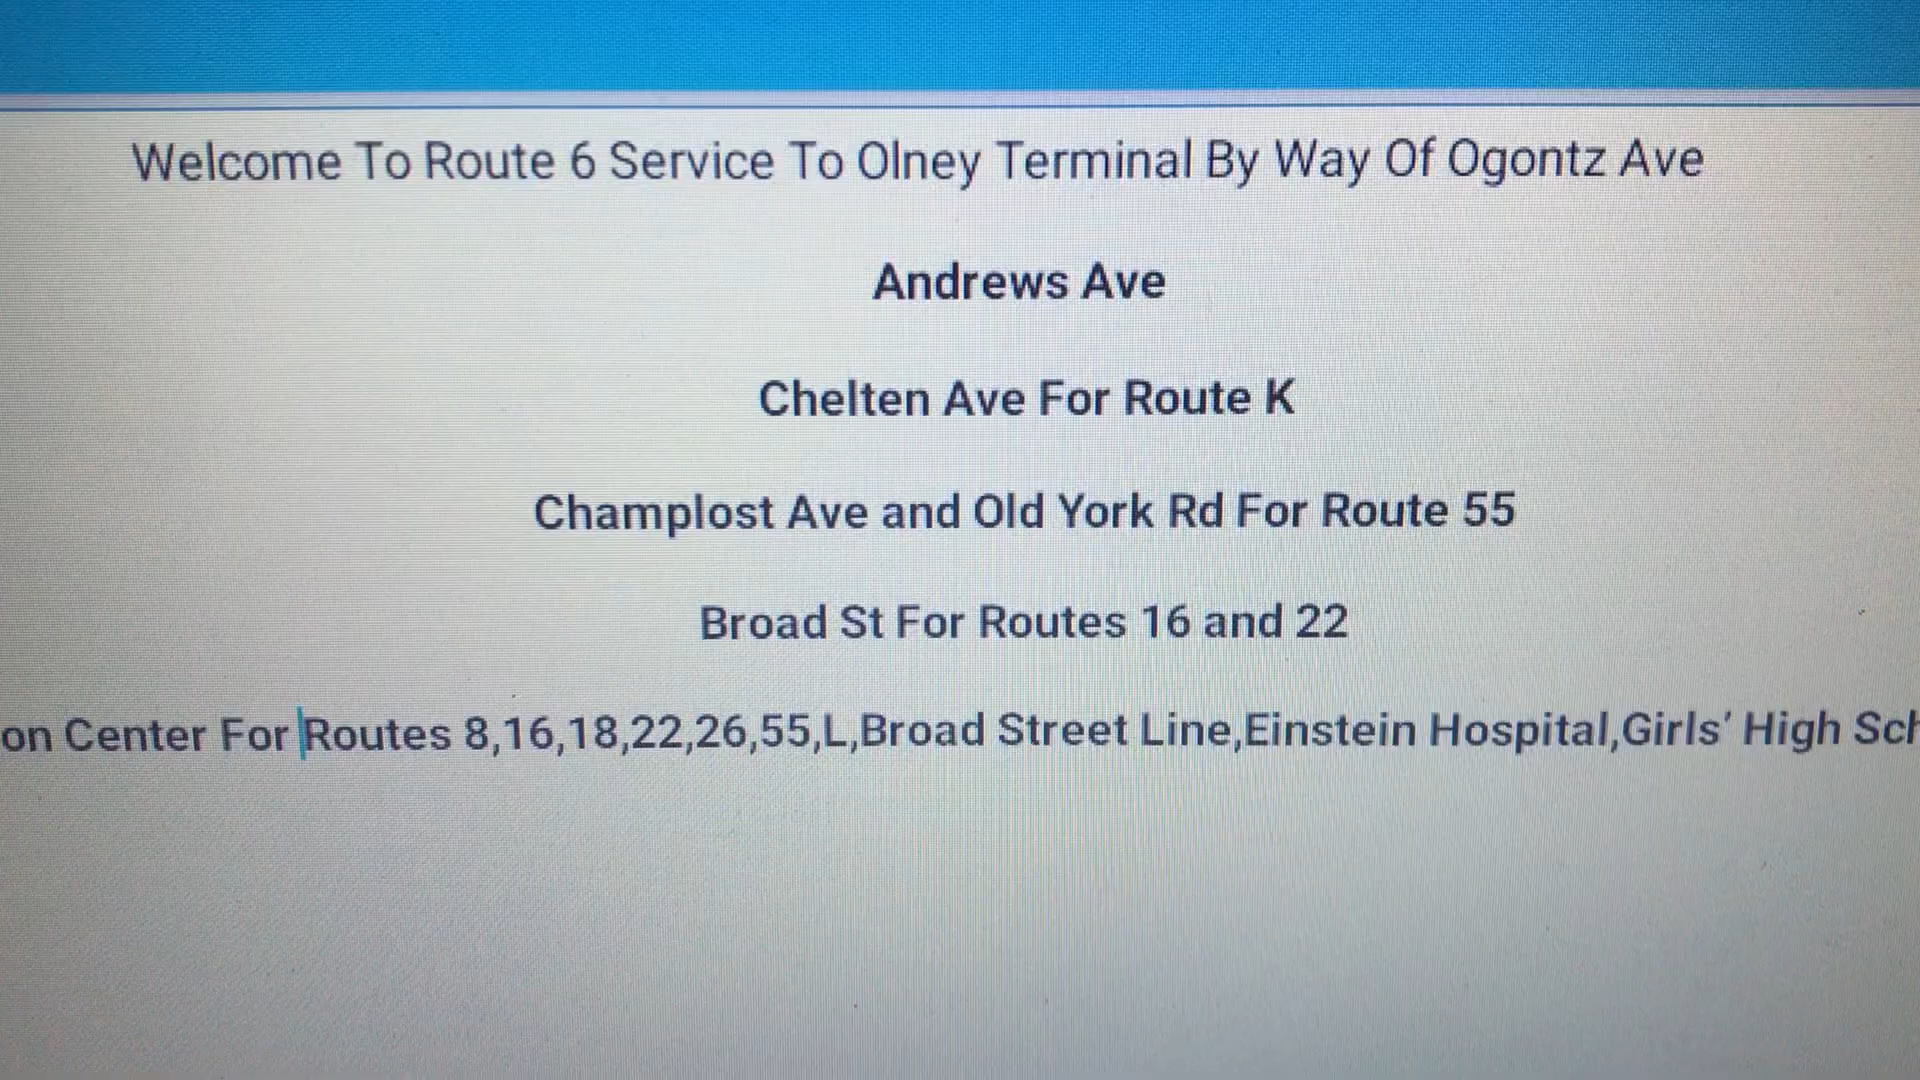 Welcome To Route 6 Service To Olney Terminal By Way Of Ogontz Ave
Andrews Ave
Chelten Ave For Route K
Champlost Ave and Old York Rd For Route 55
Broad St For Routes 16 and 22
on Center For Routes 8,16,18,22,26,55,L,Broad Street Line,Einstein Hospital,Girls' High Sch